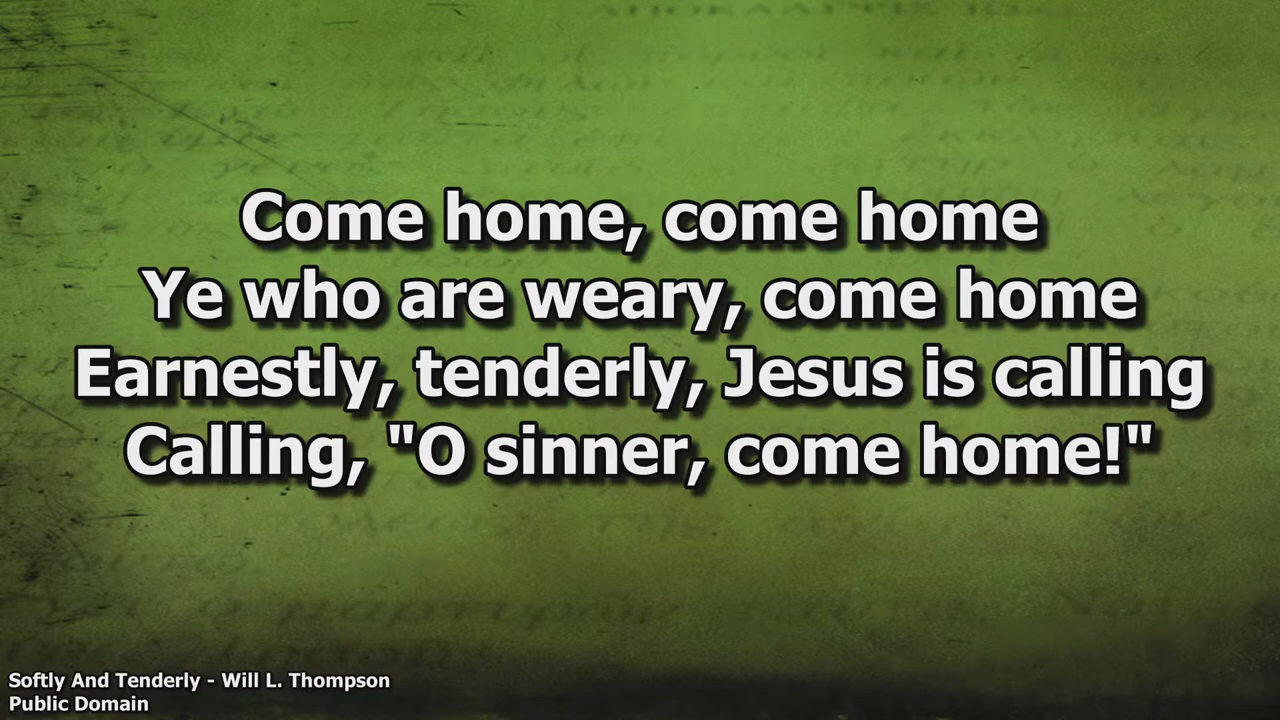 Come home, come home
Ye who are weary, come home
Earnestly, tenderly, Jesus is calling
Calling, "O sinner, come home!"
Softly And Tenderly - Will L. Thompson
Public Domain